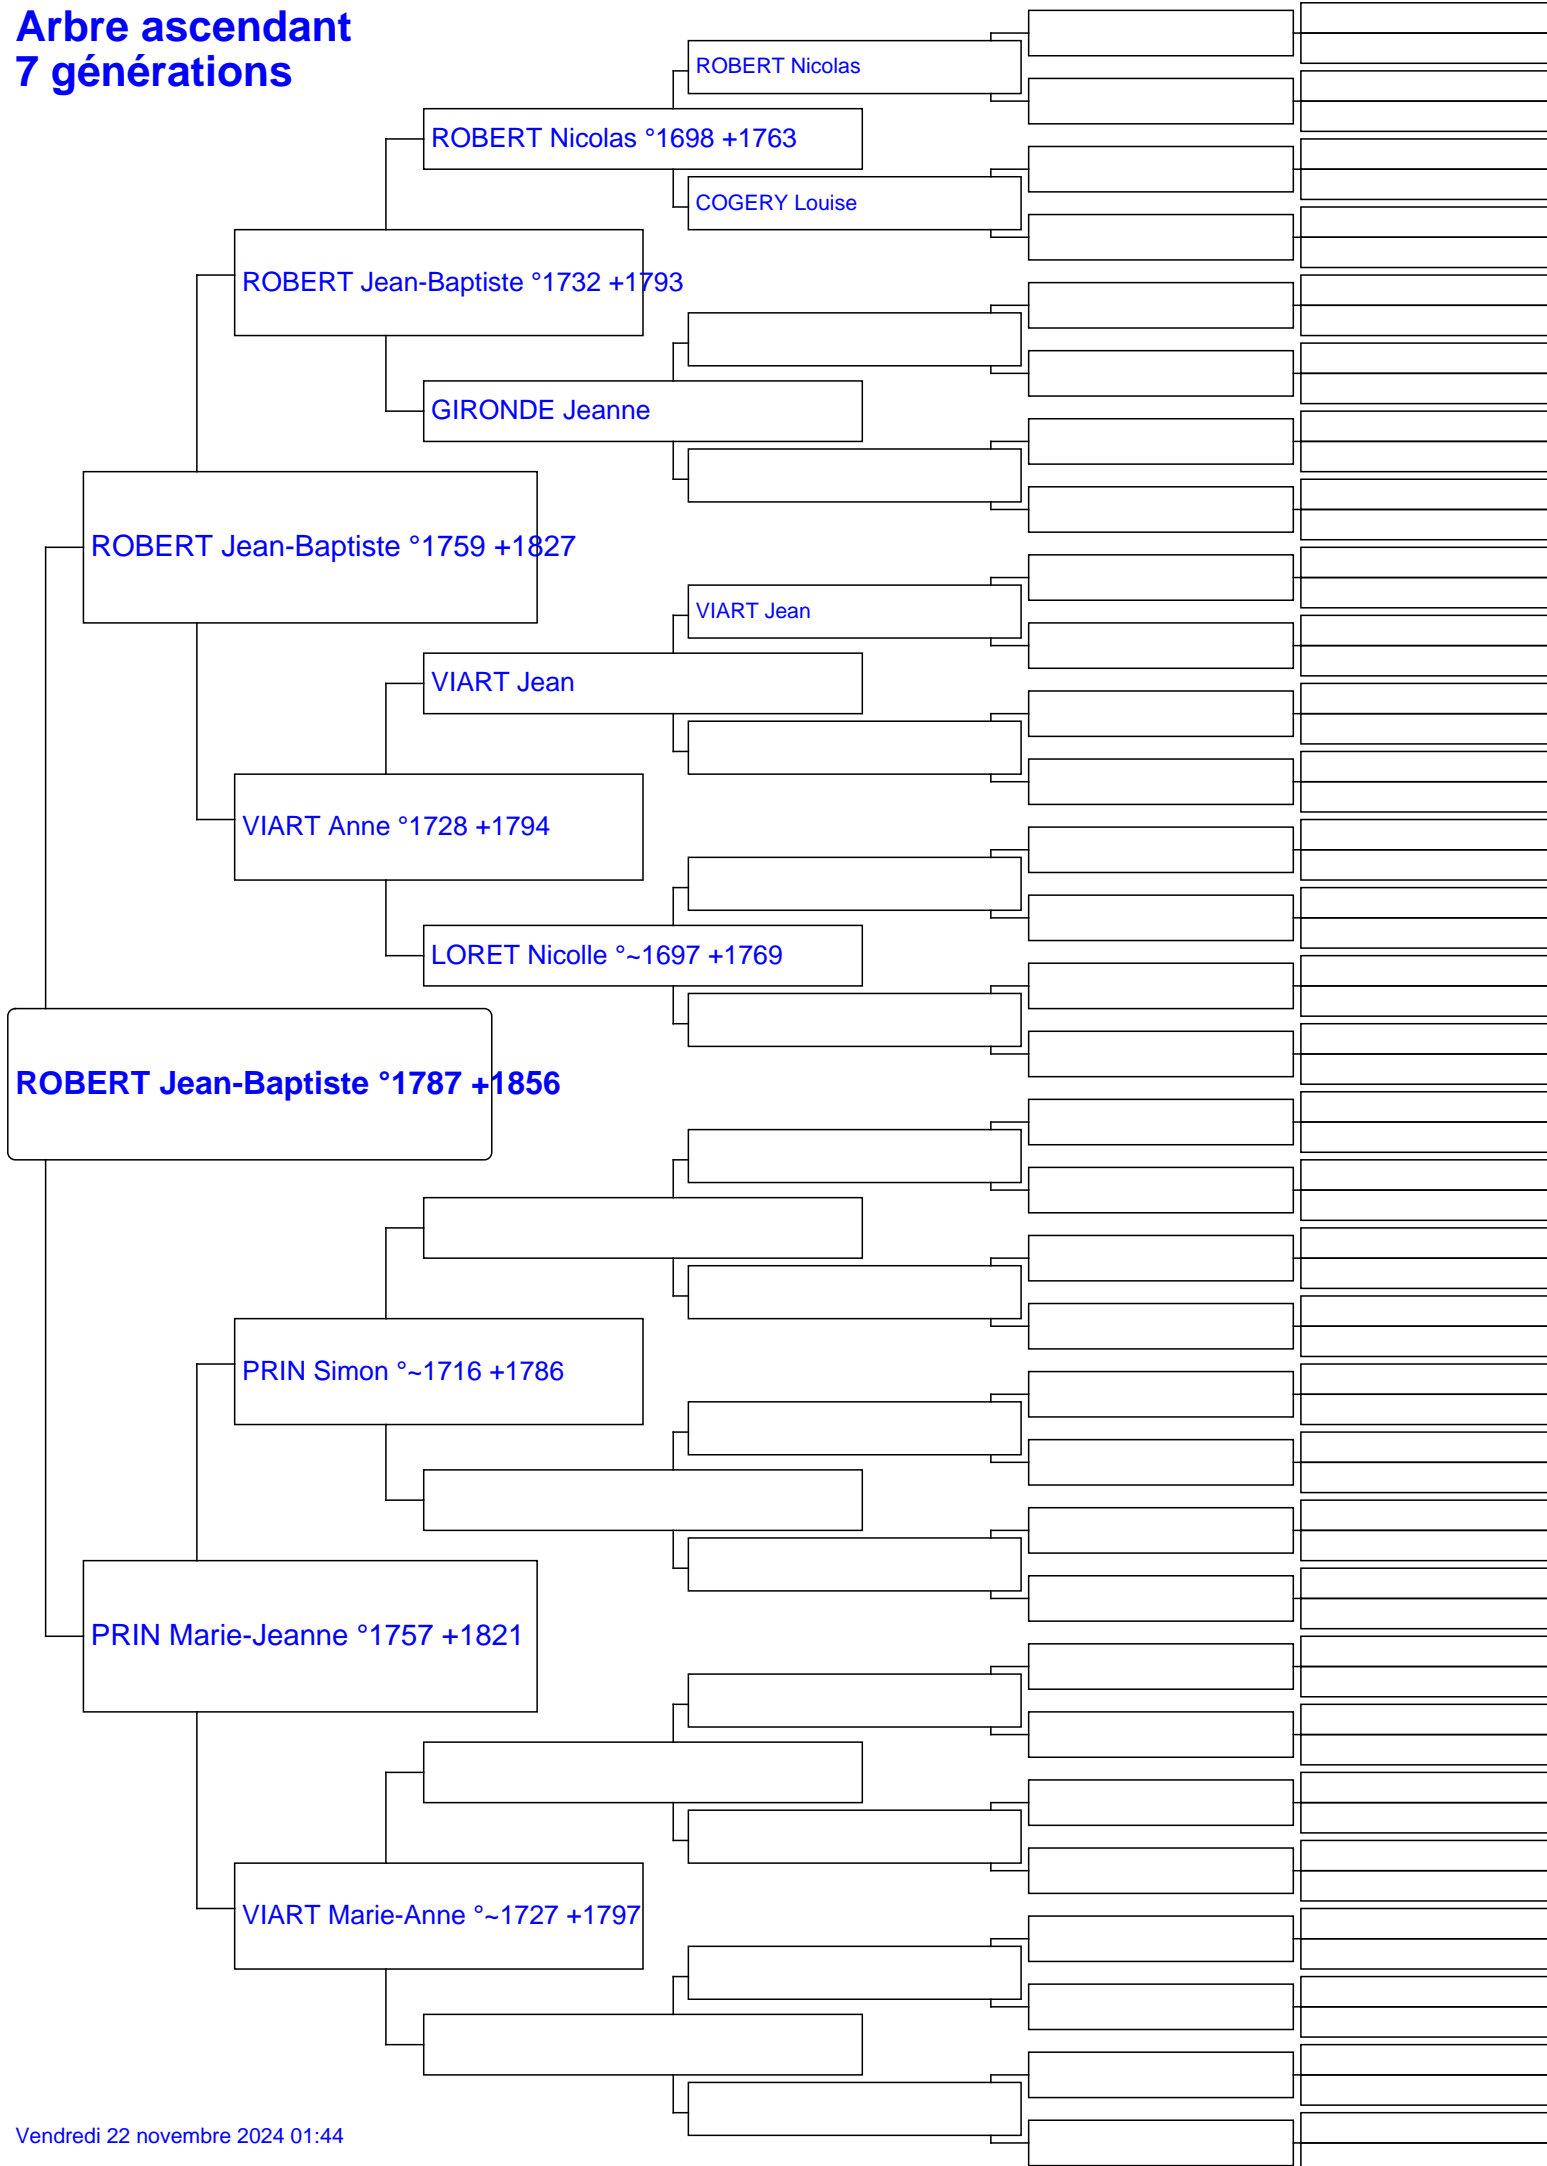 Arbre ascendant
7 générations
ROBERT Nicolas
ROBERT Nicolas °1698 +1763
COGERY Louise
ROBERT Jean-Baptiste °1732 +1793
GIRONDE Jeanne
ROBERT Jean-Baptiste °1759 +1827
VIART Jean
VIART Jean
VIART Anne °1728 +1794
LORET Nicolle °~1697 +1769
ROBERT Jean-Baptiste °1787 +1856
PRIN Simon °~1716 +1786
PRIN Marie-Jeanne °1757 +1821
VIART Marie-Anne °~1727 +1797
Vendredi 22 novembre 2024 01:44